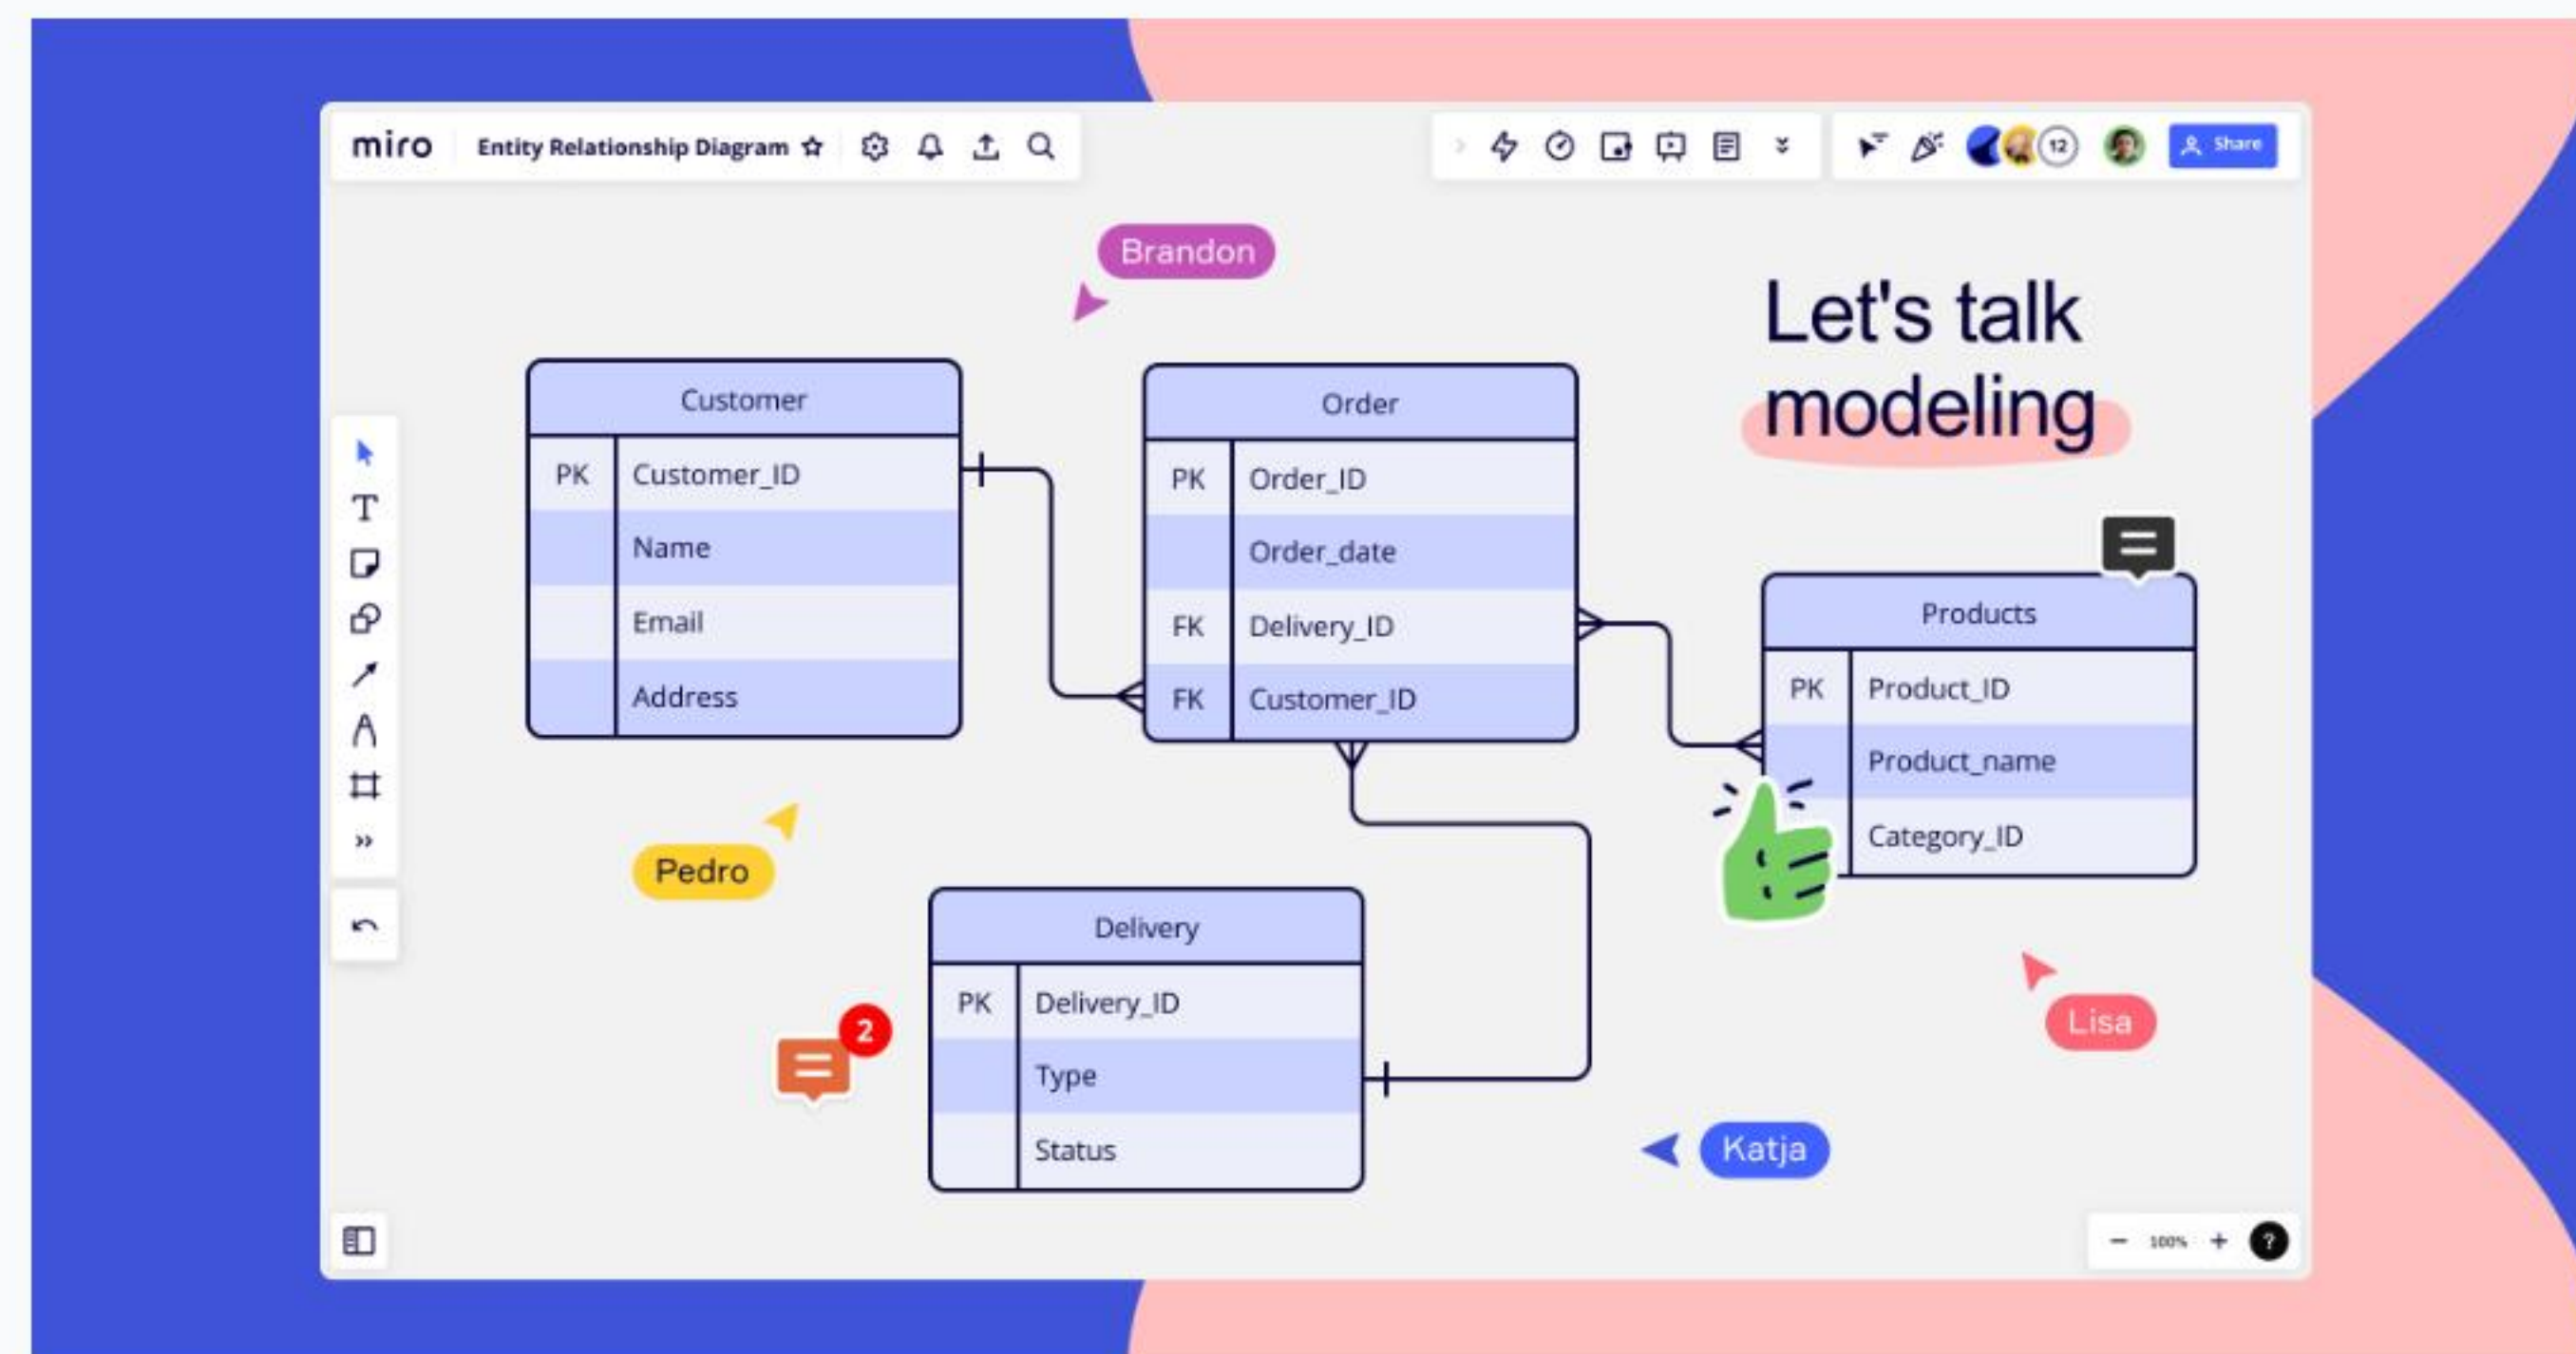 miro
Entity Relationship Diagram
12
Share
Brandon
Let's talk
modeling
Customer
PK Customer_ID
Name
Email
Address
Order
PK Order_ID
Order_date
FK Delivery_ID
FK Customer_ID
Products
PK Product_ID
Product_name
Category_ID
Pedro
Delivery
PK Delivery_ID
Type
Status
2
Lisa
Katja
100%
?